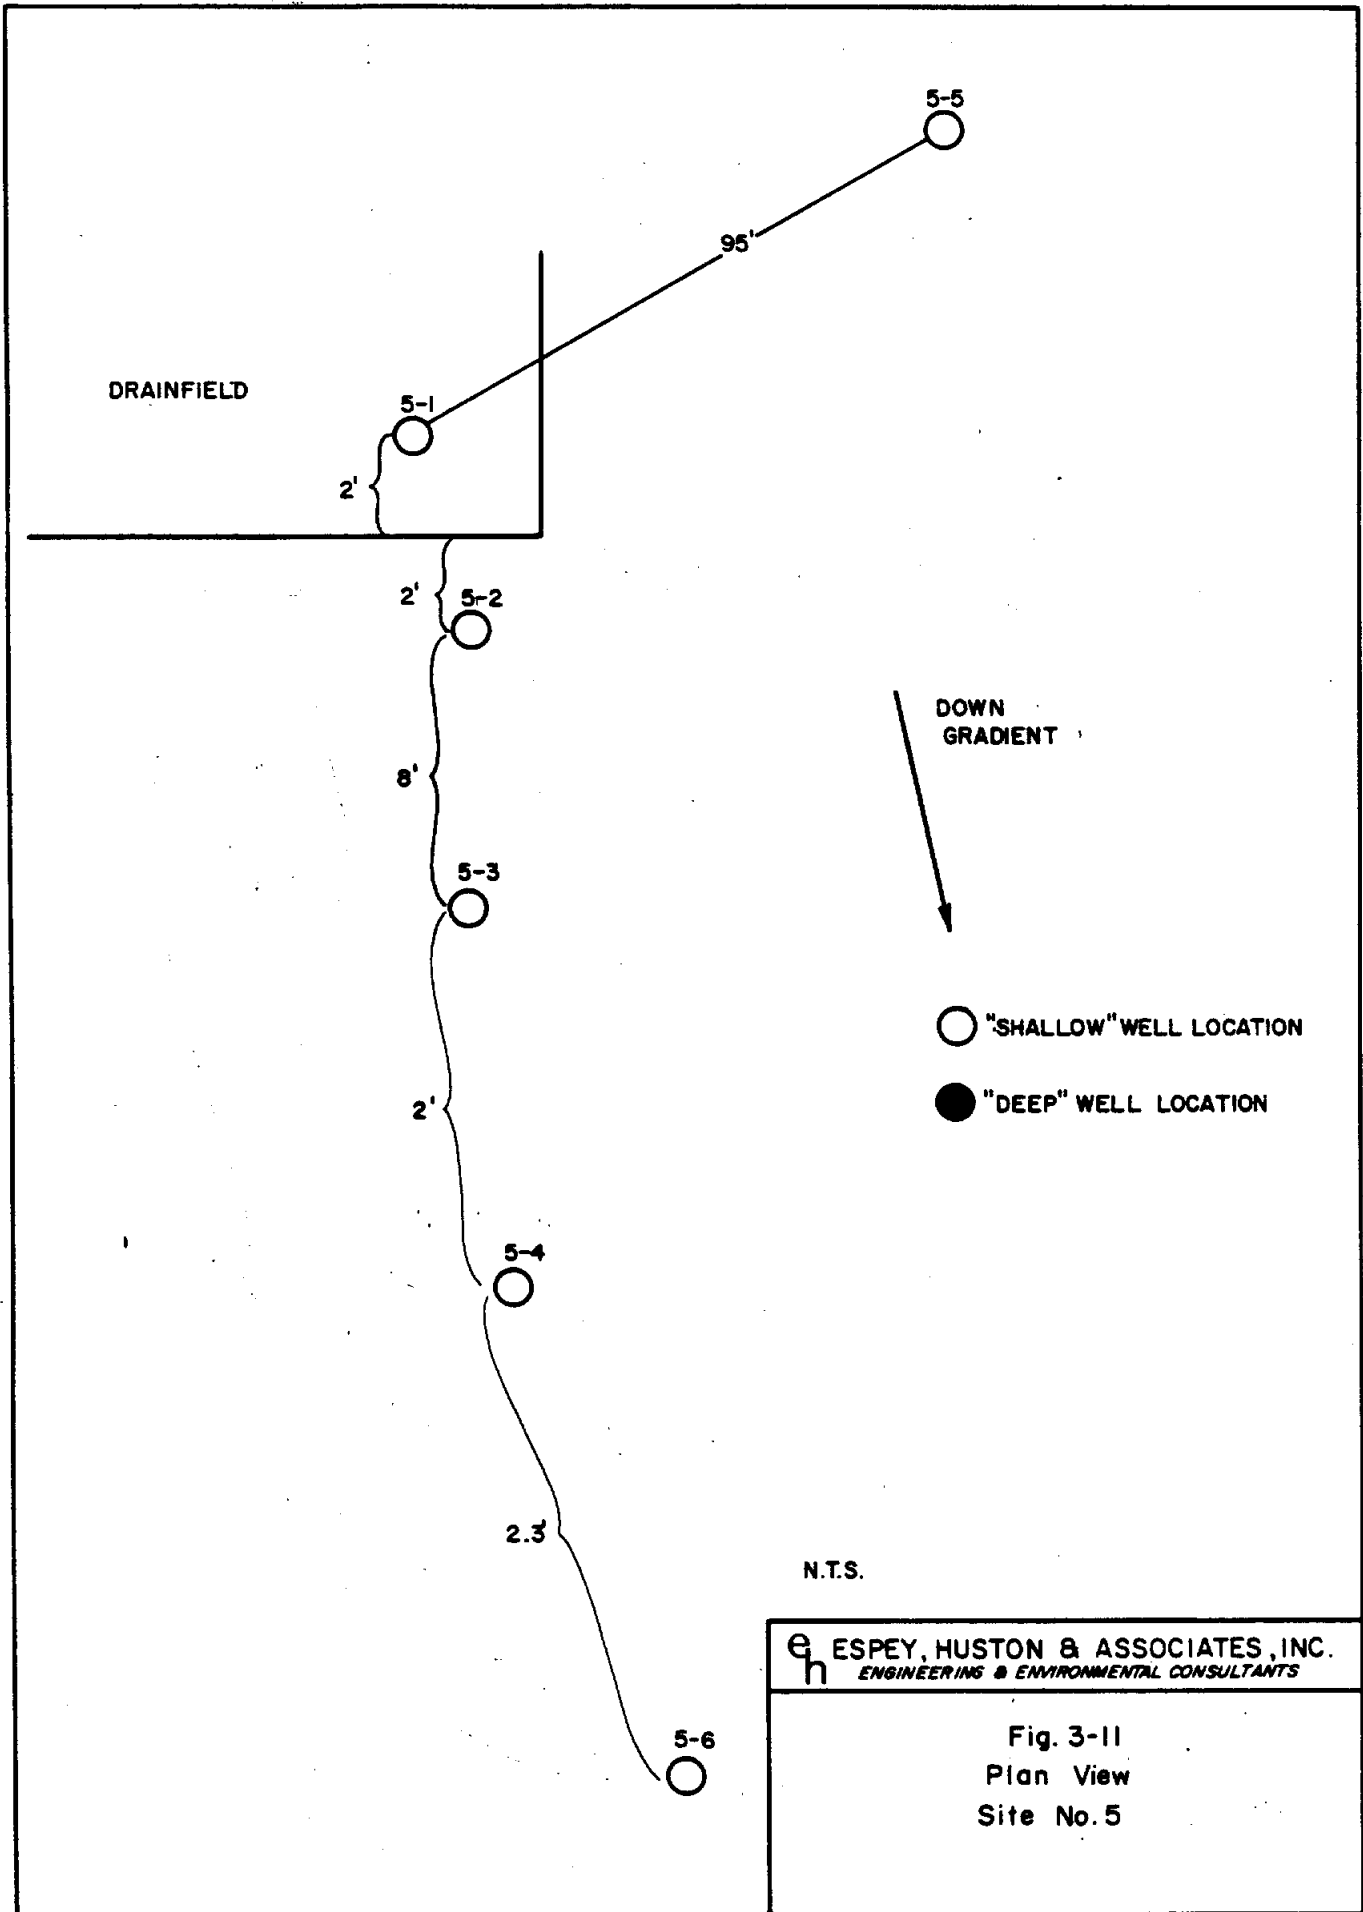 5-5
95'
DRAINFIELD
5-1
2'
2'
5-2
8'
5-3
DOWN
GRADIENT
"SHALLOW" WELL LOCATION
2'
"DEEP" WELL LOCATION
5-4
2.3'
N.T.S.
eh ESPEY, HUSTON & ASSOCIATES, INC.
ENGINEERING & ENVIRONMENTAL CONSULTANTS
5-6
Fig. 3-11
Plan View
Site No. 5